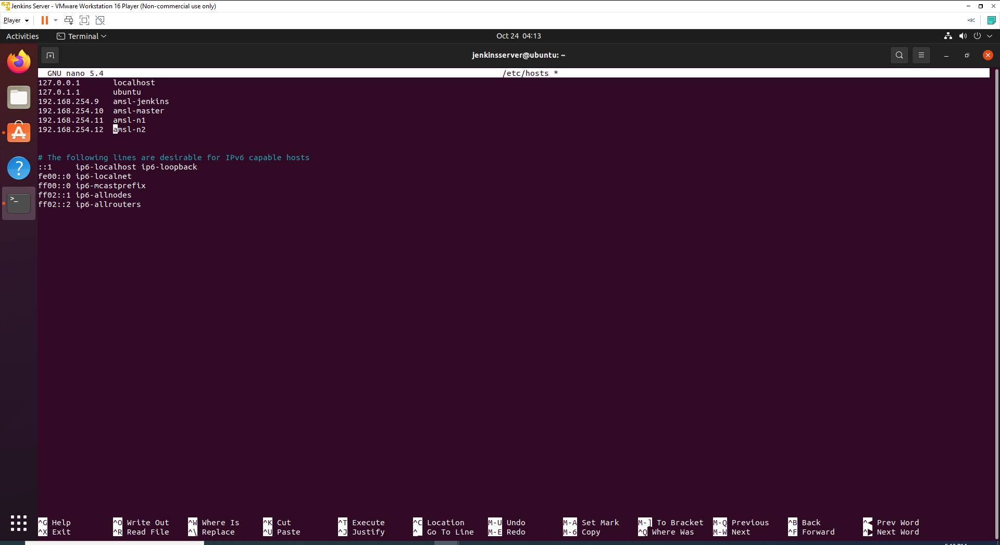 Jenkins Server - VMware Workstation 16 Player (Non-commercial use only)
Player
Activities Terminal Oct 24 04:13
jenkinsserver@ubuntu: ~
GNU nano 5.4 /etc/hosts *
127.0.0.1 localhost
127.0.1.1 ubuntu
192.168.254.9 amsl-jenkins
192.168.254.10 amsl-master
192.168.254.11 amsl-n1
192.168.254.12 amsl-n2
# The following lines are desirable for IPv6 capable hosts
::1 ip6-localhost ip6-loopback
fe00::0 ip6-localnet
ff00::0 ip6-mcastprefix
ff02::1 ip6-allnodes
ff02::2 ip6-allrouters
^G Help ^O Write Out ^W Where Is ^K Cut ^T Execute ^C Location M-U Undo M-A Set Mark M-] To Bracket M-Q Previous ^B Back ^◀ Prev Word
^X Exit ^R Read File ^\ Replace ^U Paste ^J Justify ^_ Go To Line M-E Redo M-6 Copy ^Q Where Was M-W Next ^F Forward ^▶ Next Word